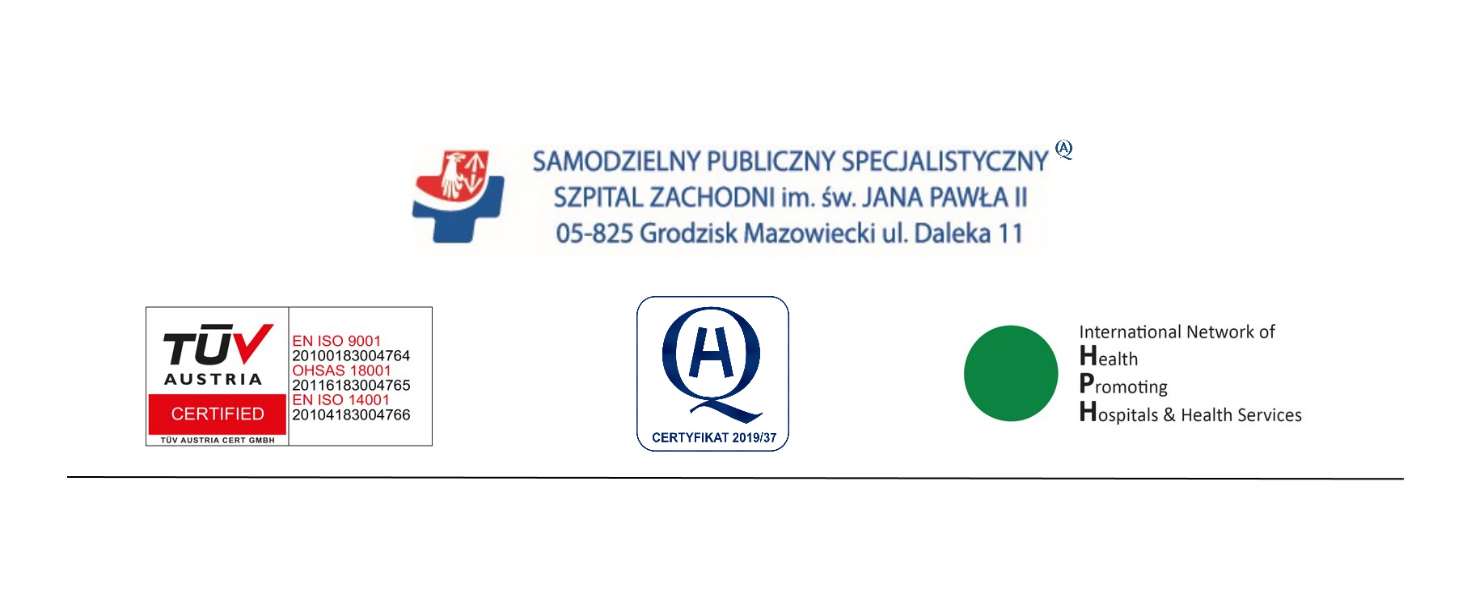 SAMODZIELNY PUBLICZNY SPECJALISTYCZNY
SZPITAL ZACHODNI im. św. JANA PAWŁA II
05-825 Grodzisk Mazowiecki ul. Daleka 11
TÜV
AUSTRIA
CERTIFIED
TÜV AUSTRIA CERT GMBH
EN ISO 9001
20100183004764
OHSAS 18001
20116183004765
EN ISO 14001
20104183004766
CERTYFIKAT 2019/37
International Network of
Health
Promoting
Hospitals & Health Services